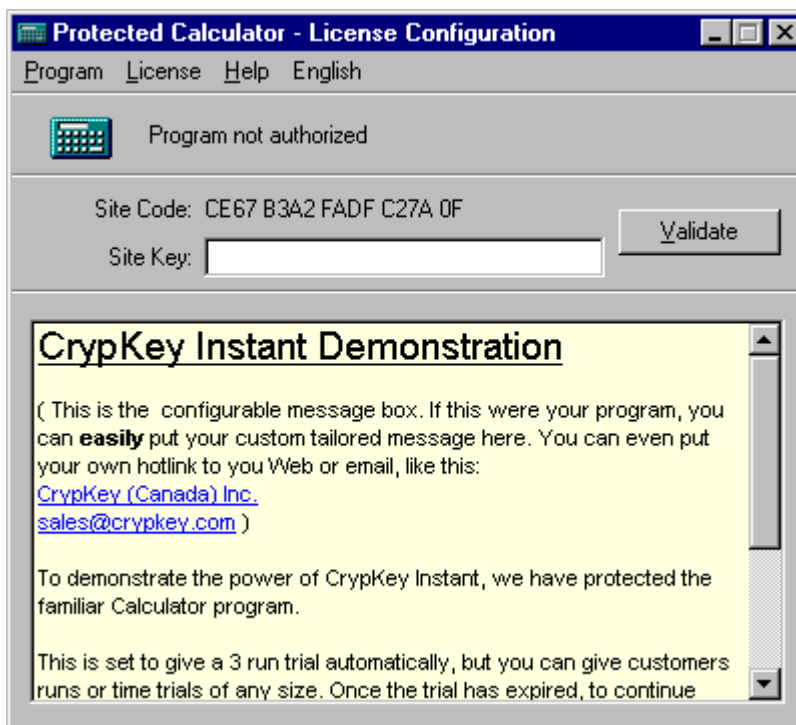 Protected Calculator - License Configuration
Program License Help English
Program not authorized
Site Code: CE67 B3A2 FADF C27A 0F
Site Key:
Validate
CrypKey Instant Demonstration
( This is the configurable message box. If this were your program, you
can easily put your custom tailored message here. You can even put
your own hotlink to you Web or email, like this:
CrypKey (Canada) Inc.
sales@crypkey.com )
To demonstrate the power of CrypKey Instant, we have protected the
familiar Calculator program.
This is set to give a 3 run trial automatically, but you can give customers
runs or time trials of any size. Once the trial has expired, to continue